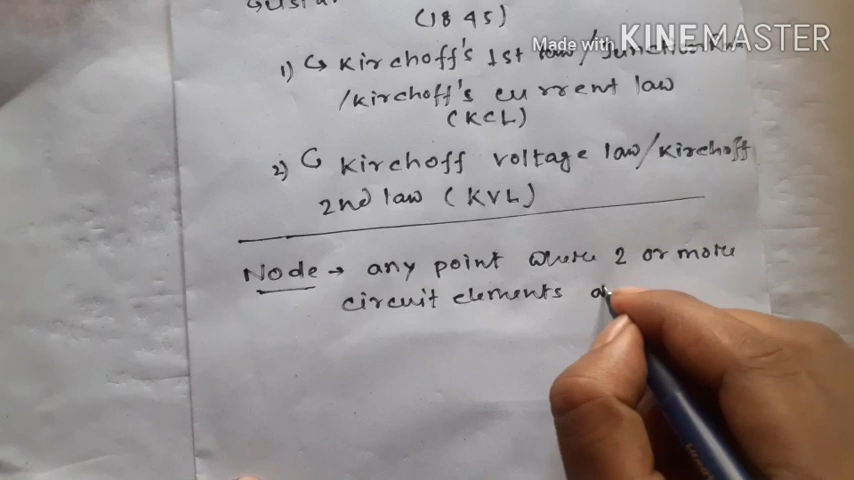 (1845)
Made with KINEMASTER
1) Kirchoff's 1st law/Junction
/Kirchoff's current law
(KCL)
2) Kirchoff voltage law/Kirchoff
2nd law (KVL)
Node → any point where 2 or more
circuit elements